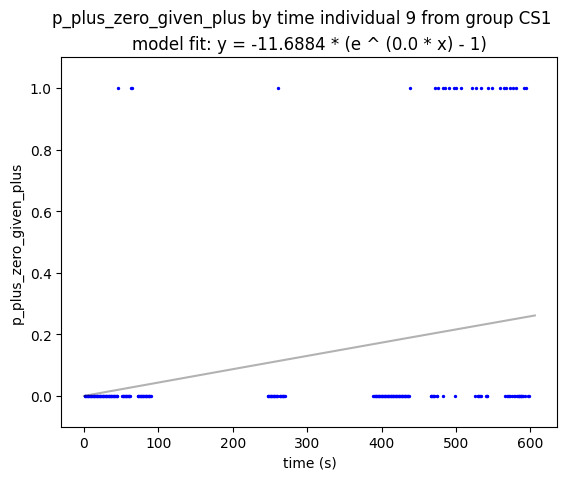 p_plus_zero_given_plus by time individual 9 from group CS1
model fit: y = -11.6884 * (e ^ (0.0 * x) - 1)
1.0
0.8
0.6
0.4
0.2
0.0
p_plus_zero_given_plus
0 100 200 300 400 500 600
time (s)